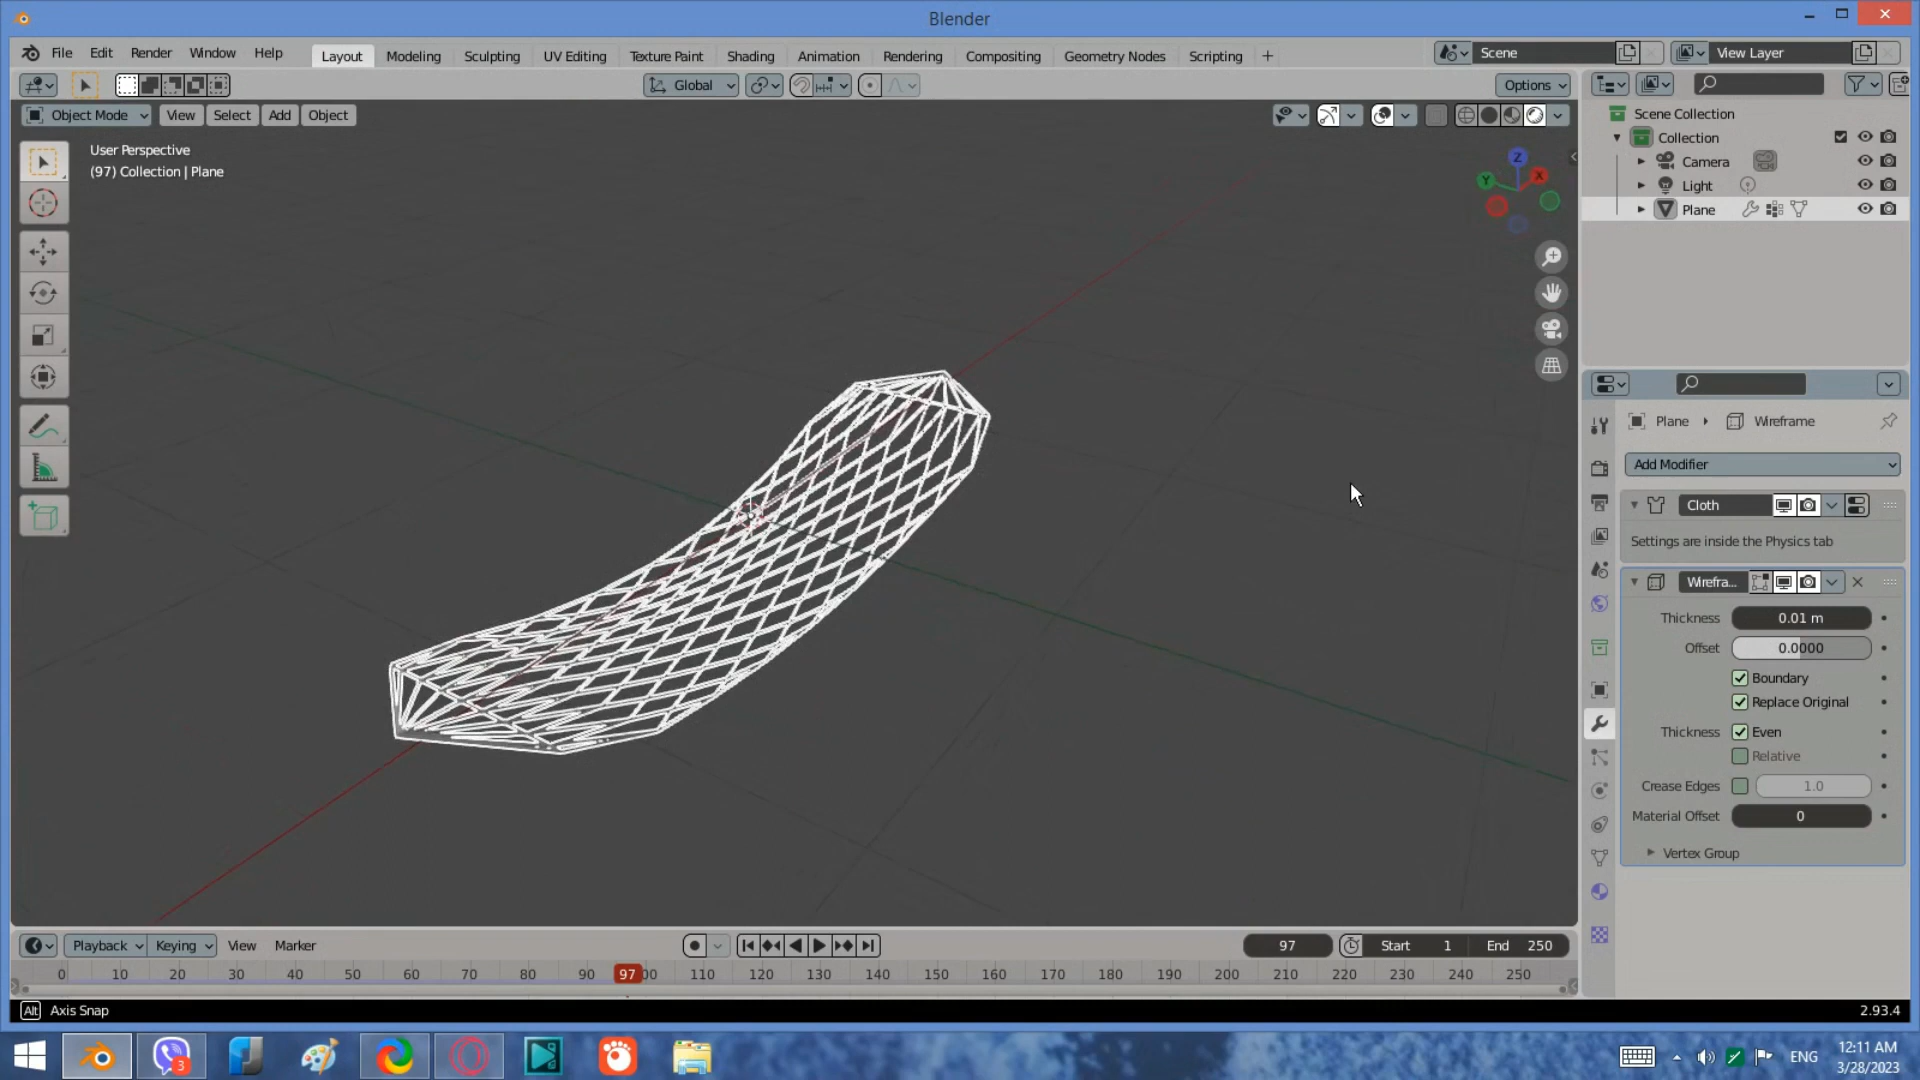 Blender
File Edit Render Window Help Layout Modeling Sculpting UV Editing Texture Paint Shading Animation Rendering Compositing Geometry Nodes Scripting + Scene View Layer
Global Options
Object Mode View Select Add Object
User Perspective
(97) Collection | Plane
Z
X
Y
Scene Collection
Collection
Camera
Light
Plane
Plane Wireframe
Add Modifier
Cloth
Settings are inside the Physics tab
Wirefra...
Thickness 0.01 m
Offset 0.0000
Boundary
Replace Original
Thickness Even
Relative
Crease Edges 1.0
Material Offset 0
Vertex Group
Playback Keying View Marker 97 Start 1 End 250
0 10 20 30 40 50 60 70 80 90 97 00 110 120 130 140 150 160 170 180 190 200 210 220 230 240 250
Alt Axis Snap 2.93.4
3
ENG
12:11 AM
3/28/2023